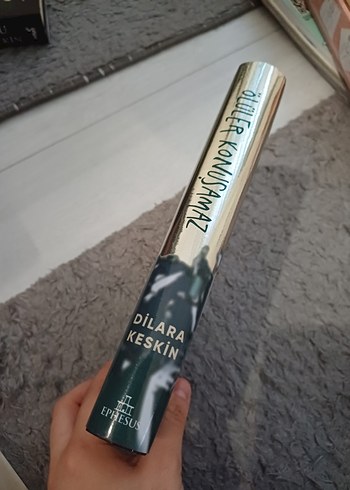 ÖLÜLER KONUŞAMAZ
DİLARA
KESKİN
EPHESUS